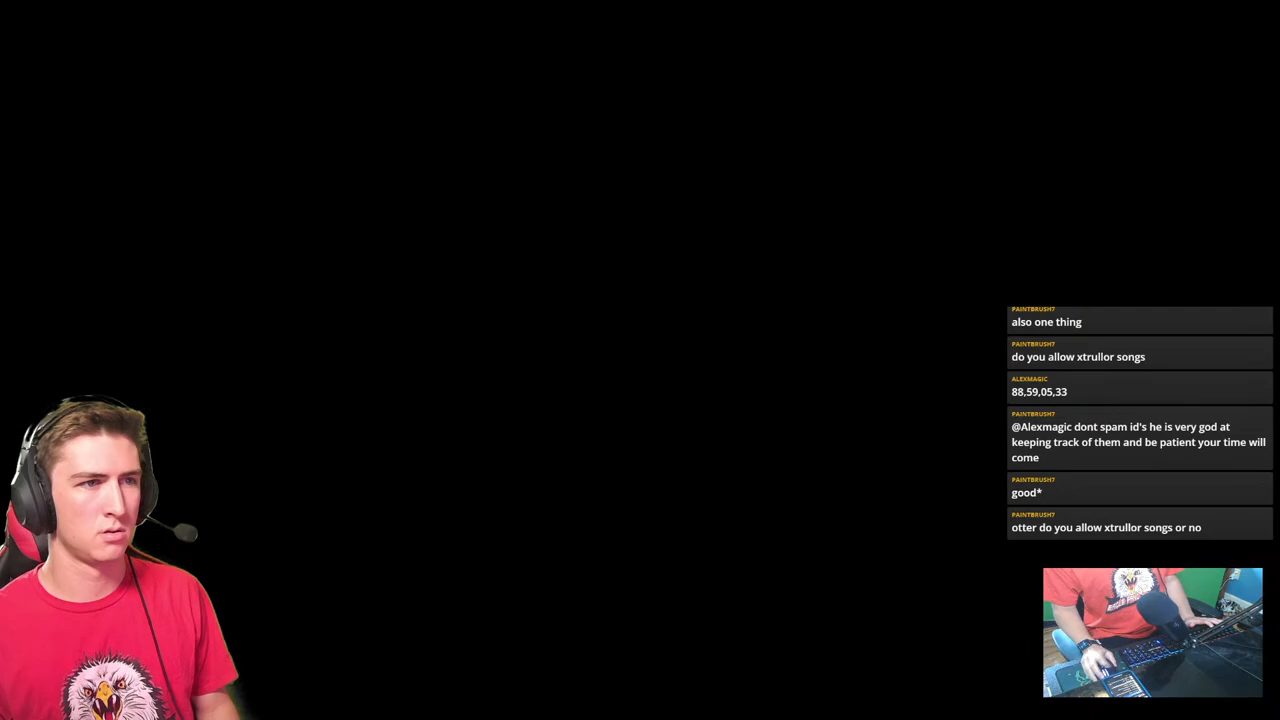 PAINTBRUSH7
also one thing
PAINTBRUSH7
do you allow xtrullor songs
ALEXMAGIC
88,59,05,33
PAINTBRUSH7
@Alexmagic dont spam id's he is very god at
keeping track of them and be patient your time will
come
PAINTBRUSH7
good*
PAINTBRUSH7
otter do you allow xtrullor songs or no